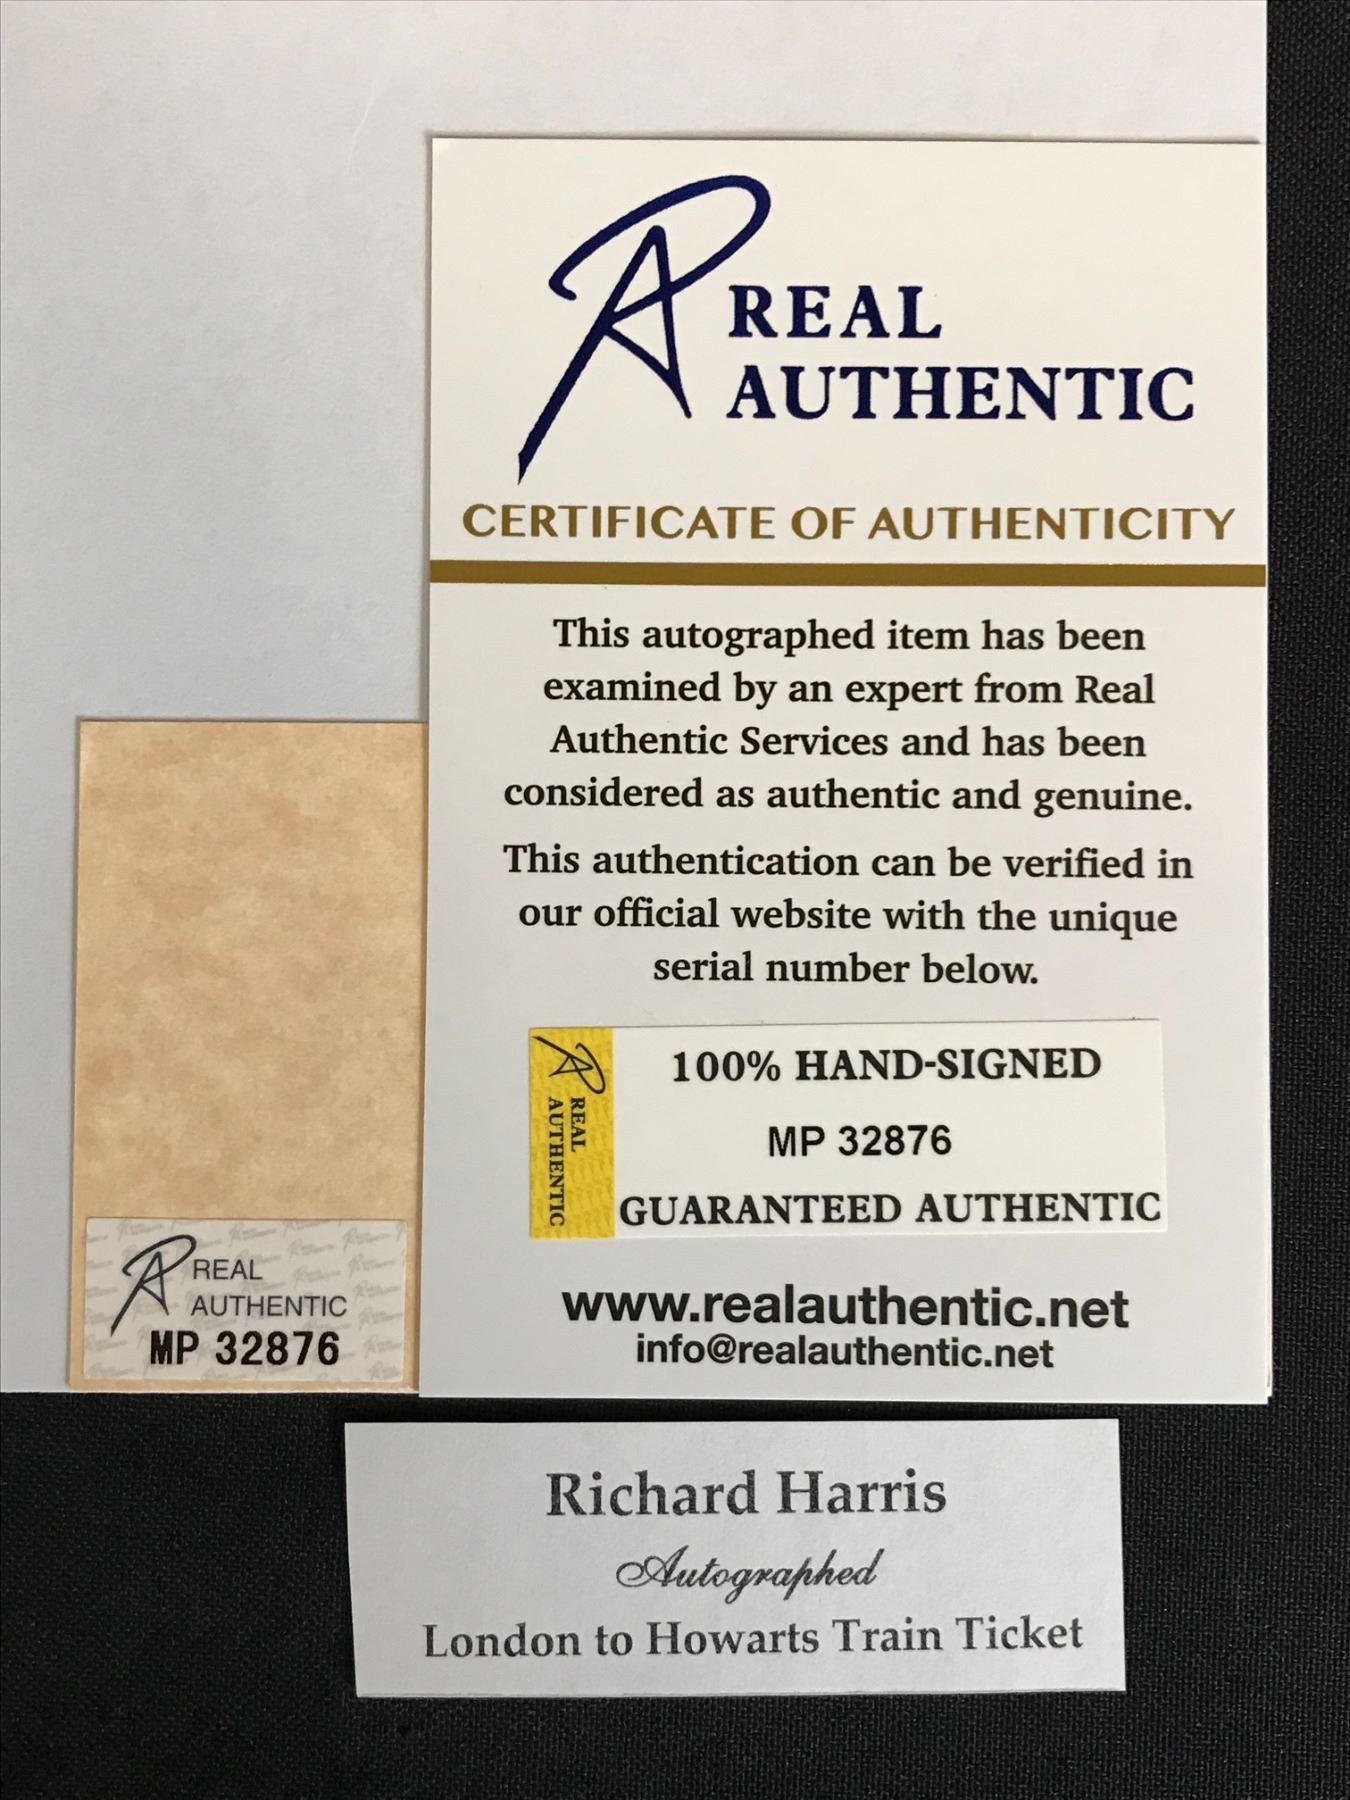 REAL
AUTHENTIC
CERTIFICATE OF AUTHENTICITY
This autographed item has been
examined by an expert from Real
Authentic Services and has been
considered as authentic and genuine.
This authentication can be verified in
our official website with the unique
serial number below.
REAL
AUTHENTIC
100% HAND-SIGNED
MP 32876
GUARANTEED AUTHENTIC
www.realauthentic.net
info@realauthentic.net
REAL
AUTHENTIC
MP 32876
Richard Harris
Autographed
London to Howarts Train Ticket